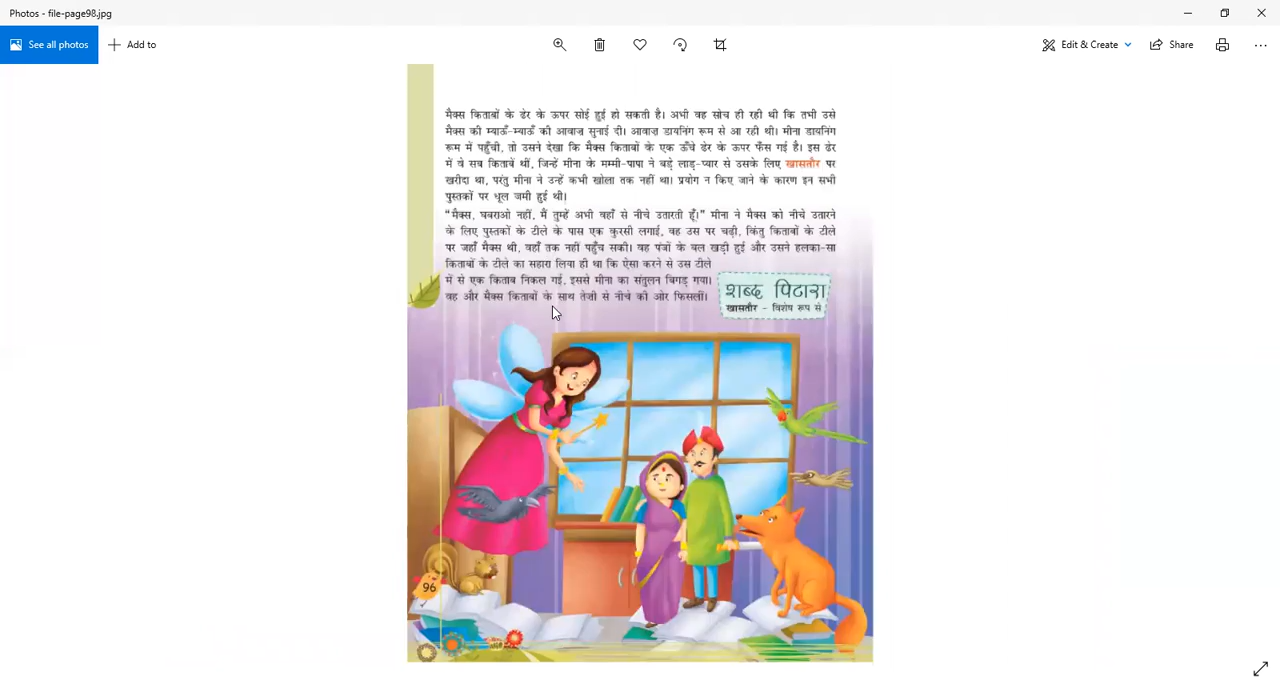 Photos - file-page98.jpg
See all photos
Add to
Edit & Create
Share
मैक्स किताबों के ढेर के ऊपर सोई हुई हो सकती है। अभी वह सोच ही रही थी कि तभी उसे
मैक्स की म्याऊँ-म्याऊँ की आवाज़ सुनाई दी। आवाज़ डायनिंग रूम से आ रही थी। मीना डायनिंग
रूम में पहुँची, तो उसने देखा कि मैक्स किताबों के एक ऊँचे ढेर के ऊपर फँस गई है। इस ढेर
में वे सब किताबें थीं, जिन्हें मीना के मम्मी-पापा ने बड़े लाड़-प्यार से उसके लिए खासतौर पर
खरीदा था, परंतु मीना ने उन्हें कभी खोला तक नहीं था। प्रयोग न किए जाने के कारण इन सभी
पुस्तकों पर धूल जमी हुई थी।
“मैक्स, घबराओ नहीं, मैं तुम्हें अभी वहाँ से नीचे उतारती हूँ।” मीना ने मैक्स को नीचे उतारने
के लिए पुस्तकों के टीले के पास एक कुरसी लगाई, वह उस पर चढ़ी, किंतु किताबों के टीले
पर जहाँ मैक्स थी, वहाँ तक नहीं पहुँच सकी। वह पंजों के बल खड़ी हुई और उसने हलका-सा
किताबों के टीले का सहारा लिया ही था कि ऐसा करने से उस टीले
में से एक किताब निकल गई, इससे मीना का संतुलन बिगड़ गया।
वह और मैक्स किताबों के साथ तेज़ी से नीचे की ओर फिसलीं।
शब्द पिटारा
खासतौर – विशेष रूप से
96